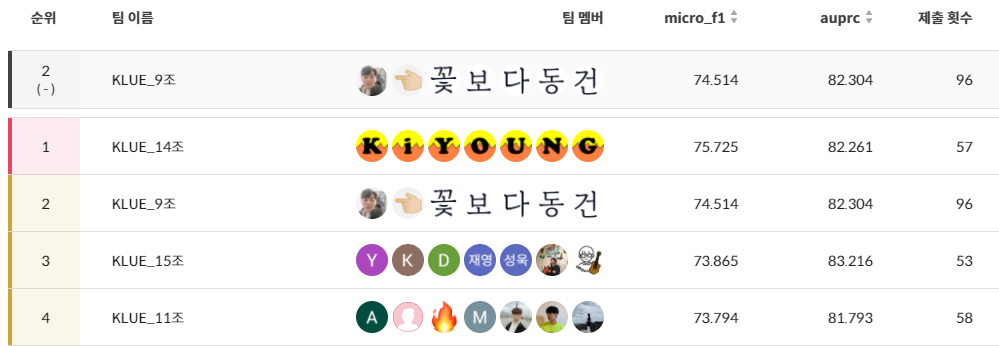 순위 팀 이름 팀 멤버 micro_f1 auprc 제출 횟수
2 KLUE_9조 꽃 보 다 동 건 74.514 82.304 96
(-)
1 KLUE_14조 K i Y O U N G 75.725 82.261 57
2 KLUE_9조 꽃 보 다 동 건 74.514 82.304 96
3 KLUE_15조 Y K D 재영 성욱 73.865 83.216 53
4 KLUE_11조 A M 73.794 81.793 58